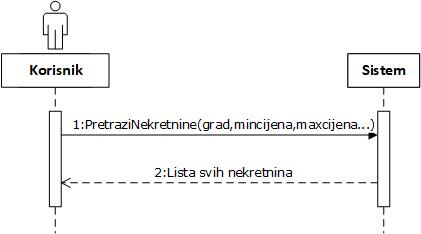 Korisnik
Sistem
1:PretraziNekretnine(grad,mincijena,maxcijena...)
2:Lista svih nekretnina